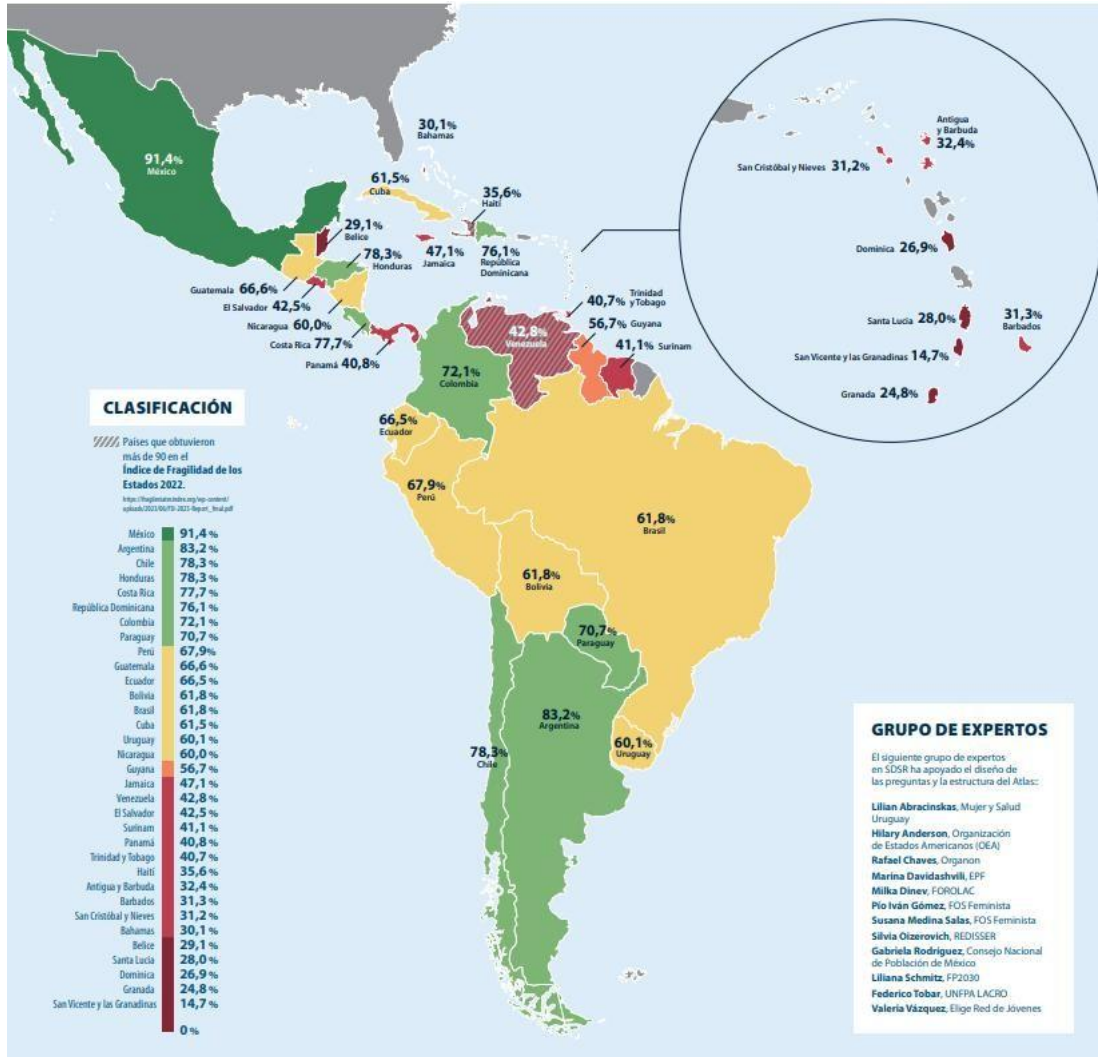 30,1%
Bahamas
91,4%
México
61,5%
Cuba
35,6%
Haití
29,1%
Belice
78,3%
Honduras
47,1%
Jamaica
76,1%
República
Dominicana
Guatemala 66,6%
El Salvador 42,5%
Nicaragua 60,0%
Costa Rica 77,7%
Panamá 40,8%
40,7% Trinidad
y Tobago
42,8%
Venezuela
56,7% Guyana
41,1% Surinam
72,1%
Colombia
66,5%
Ecuador
67,9%
Perú
61,8%
Brasil
61,8%
Bolivia
70,7%
Paraguay
83,2%
Argentina
78,3%
Chile
60,1%
Uruguay
Antigua
y Barbuda
32,4%
San Cristóbal y Nieves 31,2%
Dominica 26,9%
Santa Lucía 28,0%
31,3%
Barbados
San Vicente y las Granadinas 14,7%
Granada 24,8%
CLASIFICACIÓN
Países que obtuvieron
más de 90 en el
Índice de Fragilidad de los
Estados 2022.
México 91,4 %
Argentina 83,2 %
Chile 78,3 %
Honduras 78,3 %
Costa Rica 77,7 %
República Dominicana 76,1 %
Colombia 72,1 %
Paraguay 70,7 %
Perú 67,9%
Guatemala 66,6 %
Ecuador 66,5%
Bolivia 61,8 %
Brasil 61,8 %
Cuba 61,5 %
Uruguay 60,1 %
Nicaragua 60,0 %
Guyana 56,7 %
Jamaica 47,1 %
Venezuela 42,8 %
El Salvador 42,5 %
Surinam 41,1 %
Panamá 40,8 %
Trinidad y Tobago 40,7 %
Haití 35,6 %
Antigua y Barbuda 32,4 %
Barbados 31,3 %
San Cristóbal y Nieves 31,2 %
Bahamas 30,1 %
Belice 29,1 %
Santa Lucía 28,0 %
Dominica 26,9 %
Granada 24,8 %
San Vicente y las Granadinas 14,7 %
0 %
GRUPO DE EXPERTOS
El siguiente grupo de expertos
en SDSR ha apoyado el diseño de
las preguntas y la estructura del Atlas::
Lilian Abracinskas, Mujer y Salud
Uruguay
Hilary Anderson, Organización
de Estados Americanos (OEA)
Rafael Chaves, Organon
Marina Davidashvili, EPF
Milka Dinev, FOROLAC
Pío Iván Gómez, FOS Feminista
Susana Medina Salas, FOS Feminista
Silvia Oizerovich, REDISSER
Gabriela Rodríguez, Consejo Nacional
de Población de México
Liliana Schmitz, FP2030
Federico Tobar, UNFPA LACRO
Valeria Vázquez, Elige Red de Jóvenes